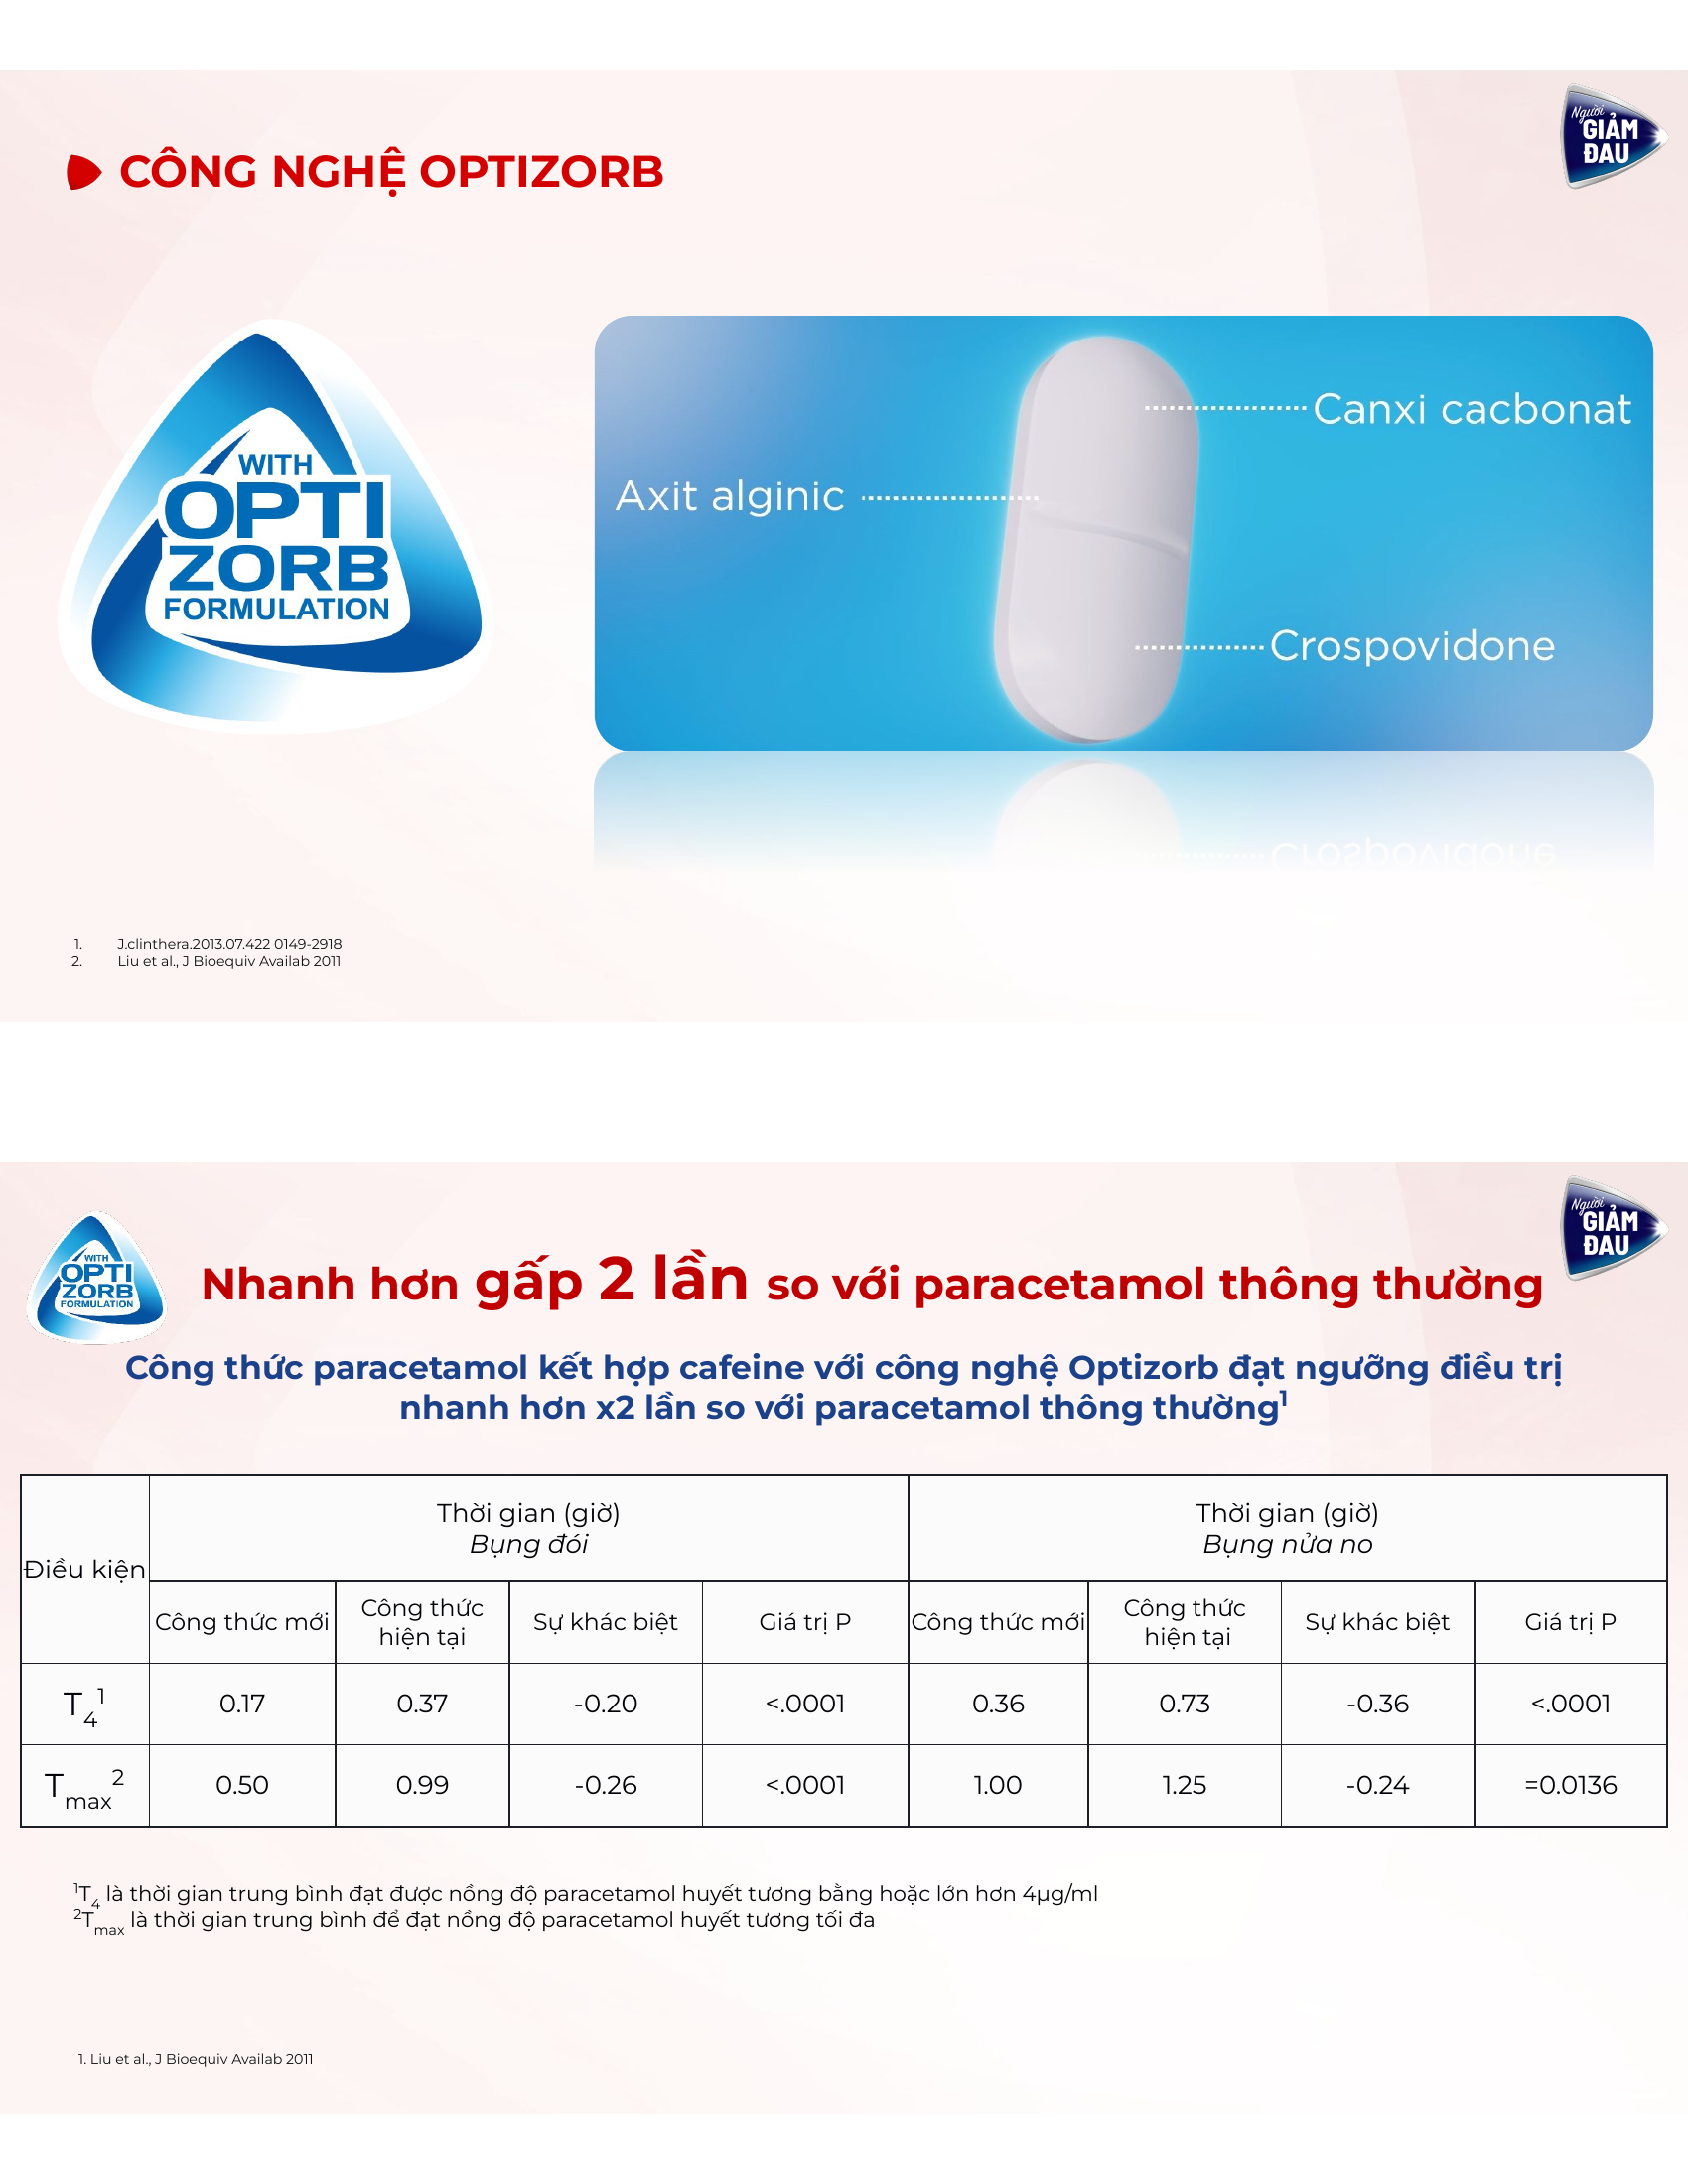 Người
GIẢM
ĐAU
CÔNG NGHỆ OPTIZORB
WITH
OPTI
ZORB
FORMULATION
Canxi cacbonat
Axit alginic
Crospovidone
Crospovidone
1. J.clinthera.2013.07.422 0149-2918
2. Liu et al., J Bioequiv Availab 2011
Người
GIẢM
ĐAU
WITH
OPTI
ZORB
FORMULATION
Nhanh hơn gấp 2 lần so với paracetamol thông thường
Công thức paracetamol kết hợp cafeine với công nghệ Optizorb đạt ngưỡng điều trị
nhanh hơn x2 lần so với paracetamol thông thường1
Điều kiện
Thời gian (giờ)
Bụng đói
Thời gian (giờ)
Bụng nửa no
Công thức mới
Công thức
hiện tại
Sự khác biệt
Giá trị P
Công thức mới
Công thức
hiện tại
Sự khác biệt
Giá trị P
T4 1 0.17 0.37 -0.20 <.0001 0.36 0.73 -0.36 <.0001
Tmax 2 0.50 0.99 -0.26 <.0001 1.00 1.25 -0.24 =0.0136
1T4 là thời gian trung bình đạt được nồng độ paracetamol huyết tương bằng hoặc lớn hơn 4µg/ml
2Tmax là thời gian trung bình để đạt nồng độ paracetamol huyết tương tối đa
1. Liu et al., J Bioequiv Availab 2011